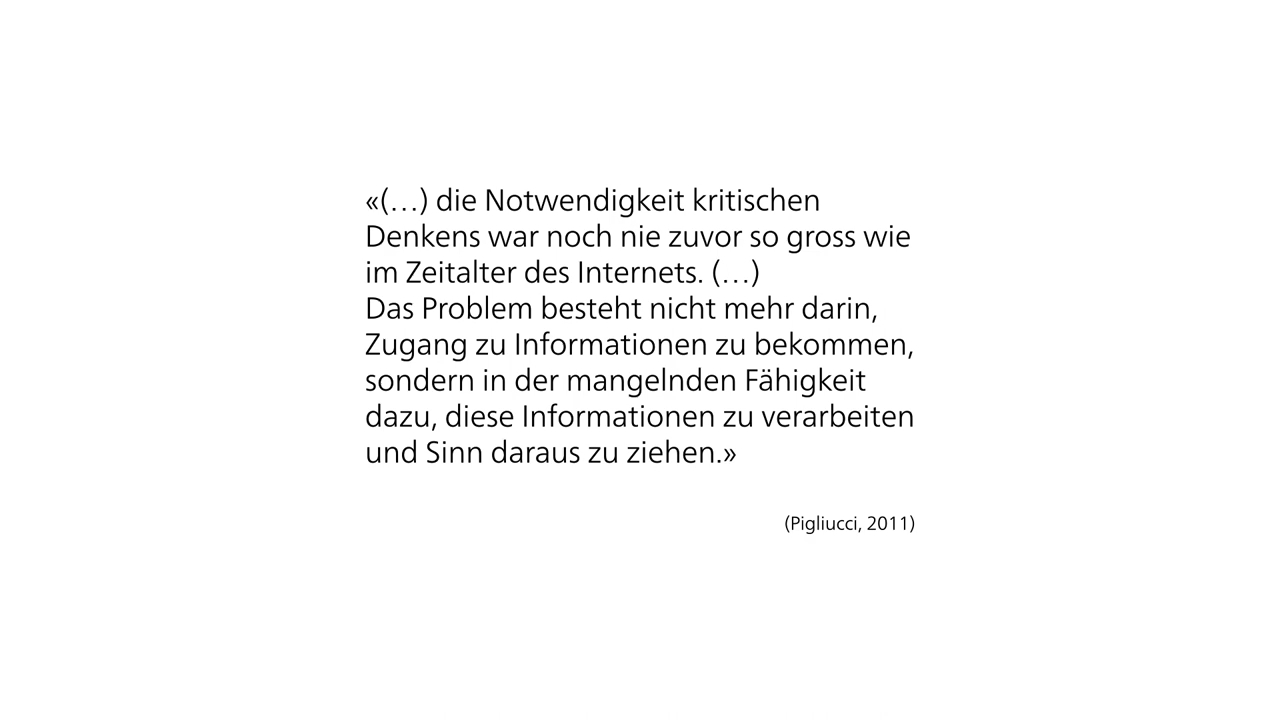 «(…) die Notwendigkeit kritischen
Denkens war noch nie zuvor so gross wie
im Zeitalter des Internets. (…)
Das Problem besteht nicht mehr darin,
Zugang zu Informationen zu bekommen,
sondern in der mangelnden Fähigkeit
dazu, diese Informationen zu verarbeiten
und Sinn daraus zu ziehen.»
(Pigliucci, 2011)